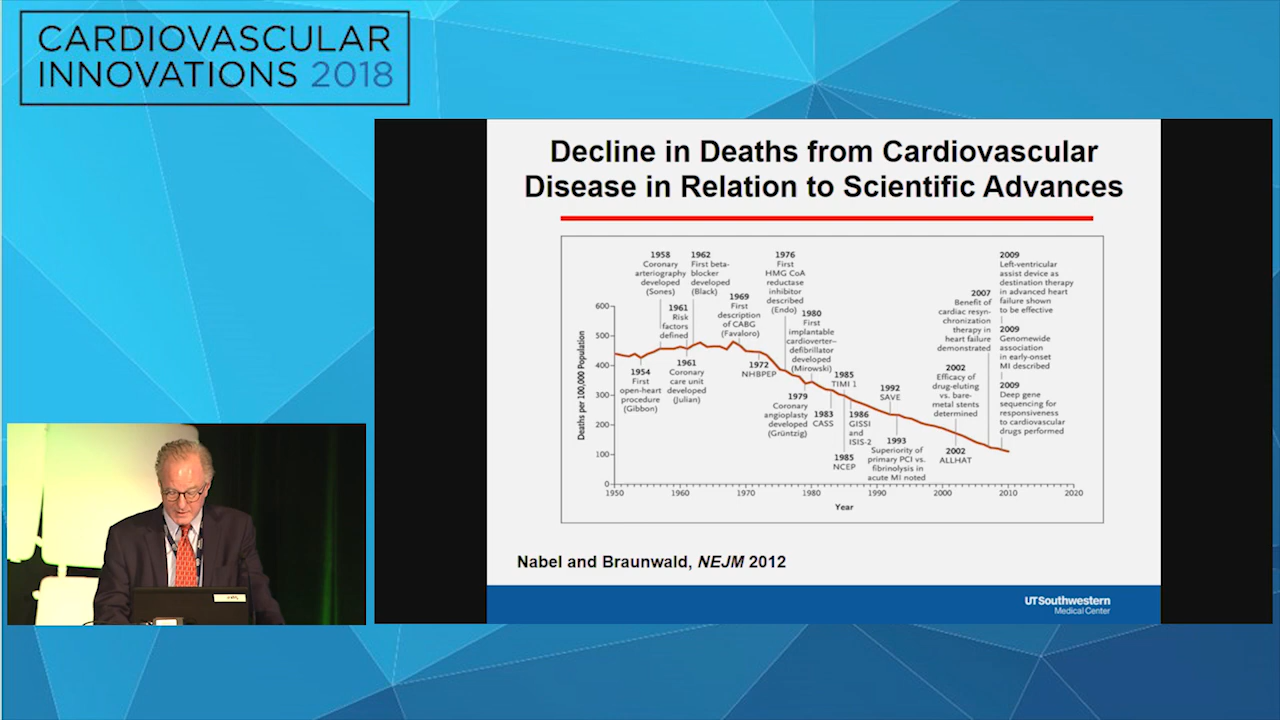 CARDIOVASCULAR
INNOVATIONS 2018
Decline in Deaths from Cardiovascular
Disease in Relation to Scientific Advances
1958
Coronary
arteriography
developed
(Sones)
1962
First beta-
blocker
developed
(Black)
1976
First
HMG CoA
reductase
inhibitor
described
(Endo)
2009
Left-ventricular
assist device as
destination therapy
in advanced heart
failure shown
to be effective
1961
Risk
factors
defined
1969
First
description
of CABG
(Favaloro)
1980
First
implantable
cardioverter–
defibrillator
developed
(Mirowski)
2007
Benefit of
cardiac resyn-
chronization
therapy in
heart failure
demonstrated
2009
Genomewide
association
in early-onset
MI described
1954
First
open-heart
procedure
(Gibbon)
1961
Coronary
care unit
developed
(Julian)
1972
NHBPEP
1979
Coronary
angioplasty
developed
(Grüntzig)
1983
CASS
1985
TIMI 1
1986
GISSI
and
ISIS-2
1985
NCEP
1992
SAVE
1993
Superiority of
primary PCI vs.
fibrinolysis in
acute MI noted
2002
Efficacy of
drug-eluting
vs. bare-
metal stents
determined
2002
ALLHAT
2009
Deep gene
sequencing for
responsiveness
to cardiovascular
drugs performed
Deaths per 100,000 Population
600
500
400
300
200
100
0
1950 1960 1970 1980 1990 2000 2010 2020
Year
Nabel and Braunwald, NEJM 2012
UTSouthwestern
Medical Center